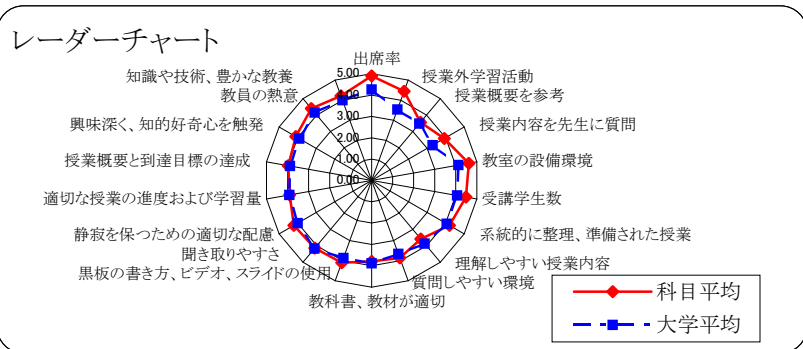 レーダーチャート
出席率
授業外学習活動
授業概要を参考
授業内容を先生に質問
教室の設備環境
受講学生数
系統的に整理、準備された授業
理解しやすい授業内容
質問しやすい環境
教科書、教材が適切
黒板の書き方、ビデオ、スライドの使用
聞き取りやすさ
静寂を保つための適切な配慮
適切な授業の進度および学習量
授業概要と到達目標の達成
興味深く、知的好奇心を触発
教員の熱意
知識や技術、豊かな教養
5.00
4.00
3.00
2.00
1.00
0.00
科目平均
大学平均